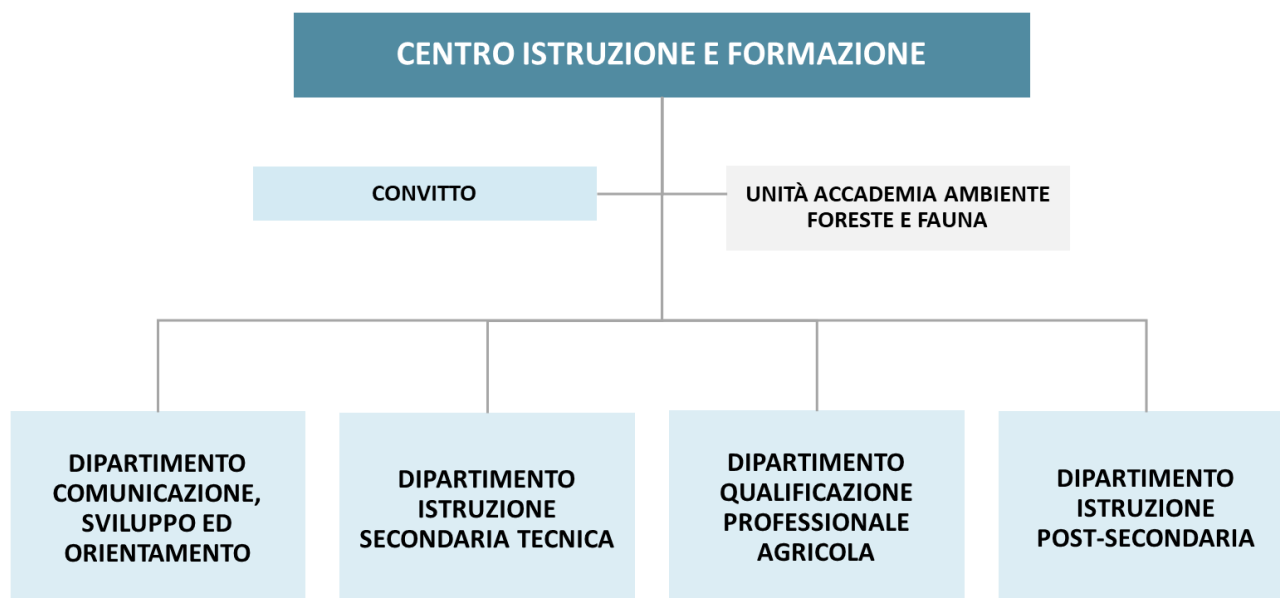 CENTRO ISTRUZIONE E FORMAZIONE
CONVITTO
UNITÀ ACCADEMIA AMBIENTE
FORESTE E FAUNA
DIPARTIMENTO
COMUNICAZIONE,
SVILUPPO ED
ORIENTAMENTO
DIPARTIMENTO
ISTRUZIONE
SECONDARIA TECNICA
DIPARTIMENTO
QUALIFICAZIONE
PROFESSIONALE
AGRICOLA
DIPARTIMENTO
ISTRUZIONE
POST-SECONDARIA